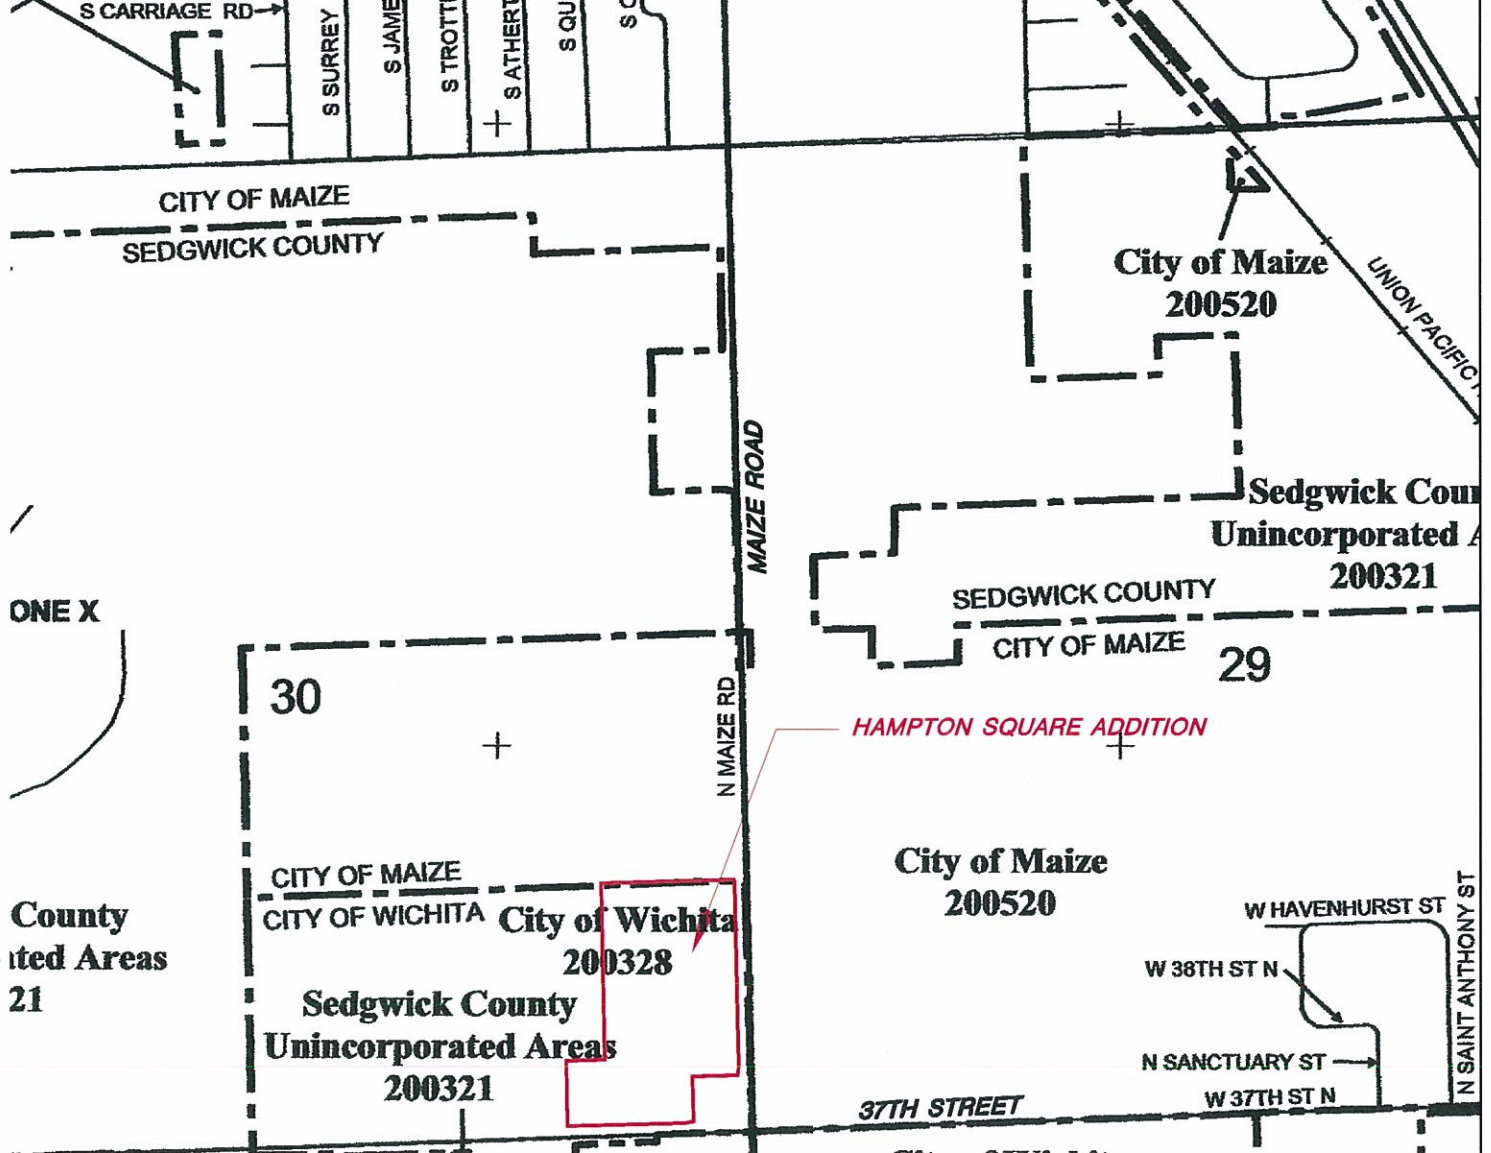 S CARRIAGE RD
S SURREY
S JAME
S TROTT
S ATHERT
S QU
CITY OF MAIZE
SEDGWICK COUNTY
City of Maize
200520
UNION PACIFIC
MAIZE ROAD
Sedgwick Coun
Unincorporated A
200321
SEDGWICK COUNTY
CITY OF MAIZE
29
ONE X
30
N MAIZE RD
HAMPTON SQUARE ADDITION
City of Maize
200520
CITY OF MAIZE
CITY OF WICHITA
City of Wichita
200328
County
ated Areas
21
Sedgwick County
Unincorporated Areas
200321
W HAVENHURST ST
W 38TH ST N
N SANCTUARY ST
N SAINT ANTHONY ST
W 37TH ST N
37TH STREET